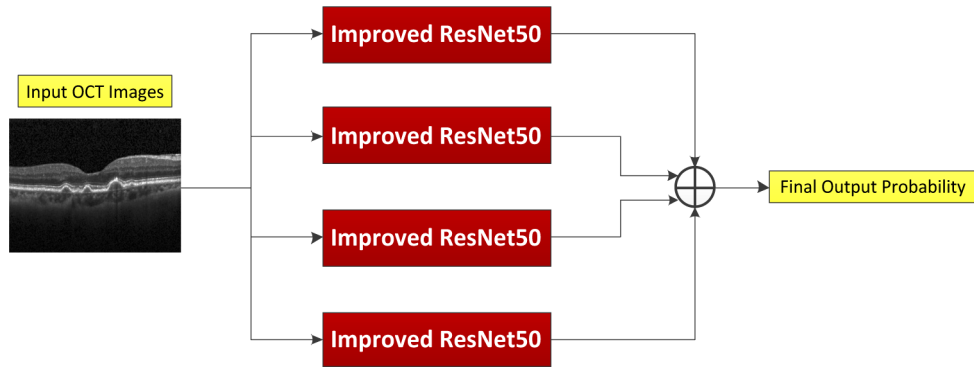 Improved ResNet50
Input OCT Images
Improved ResNet50
Final Output Probability
Improved ResNet50
Improved ResNet50